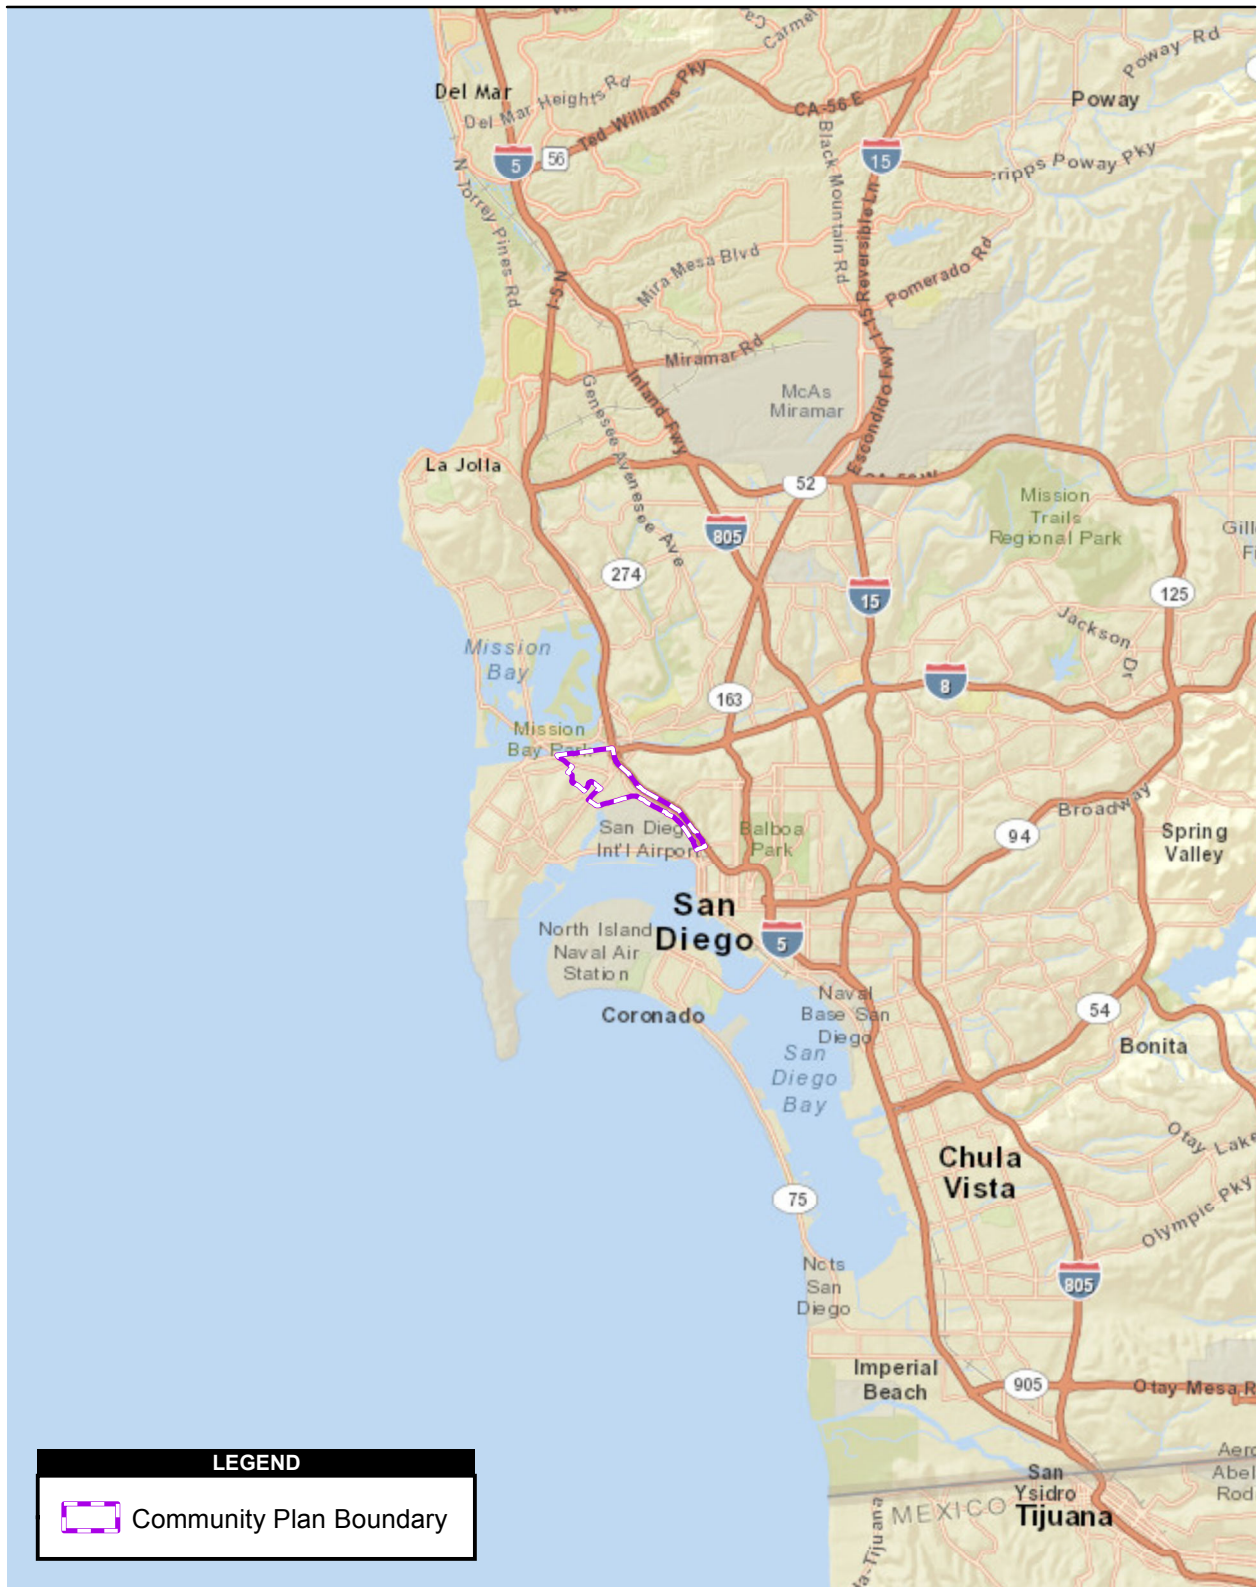 Poway Rd
Carmel
Del Mar
Del Mar Heights Rd
Ted Williams Pky
CA-56 E
Poway
56
5
15
Scripps Poway Pky
N Torrey Pines Rd
Black Mountain Rd
I-15 Reversible Ln
Mira Mesa Blvd
Pomerado Rd
I-5 N
Miramar Rd
McAs
Miramar
Inland Fwy
Genesee Ave
Genesee Ave
Escondido Fwy
La Jolla
52
Mission
Trails
Regional Park
805
274
15
125
Jackson Dr
Mission
Bay
8
163
Mission
Bay Park
San Diego
Int'l Airport
Balboa
Park
Broadway
94
Spring
Valley
San
Diego
5
North Island
Naval Air
Station
Naval
Base San
Diego
Coronado
54
Bonita
San
Diego
Bay
Otay Lake
Chula
Vista
75
Olympic Pky
Ncts
San
Diego
805
Imperial
Beach
905
Otay Mesa R
LEGEND
Community Plan Boundary
San
Ysidro
Aero
Abel
Rod
MEXICO
Tijuana
a-Tijuana